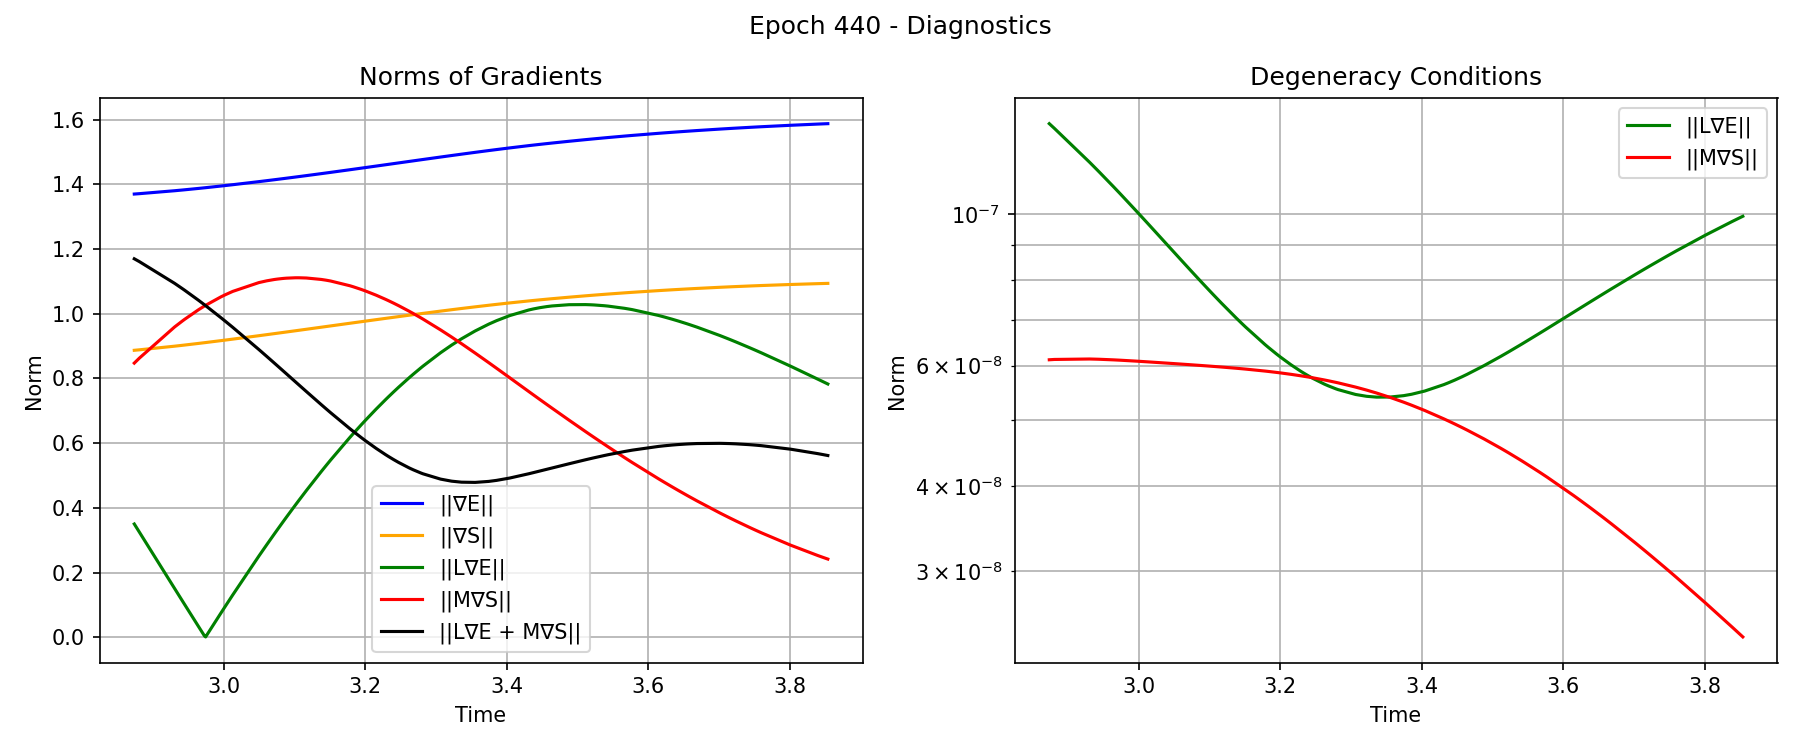 Epoch 440 - Diagnostics
Norms of Gradients
Norm
1.6
1.4
1.2
1.0
0.8
0.6
0.4
0.2
0.0
3.0
3.2
3.4
3.6
3.8
Time
||∇E||
||∇S||
||L∇E||
||M∇S||
||L∇E + M∇S||
Degeneracy Conditions
Norm
10⁻⁷
6 × 10⁻⁸
4 × 10⁻⁸
3 × 10⁻⁸
3.0
3.2
3.4
3.6
3.8
Time
||L∇E||
||M∇S||